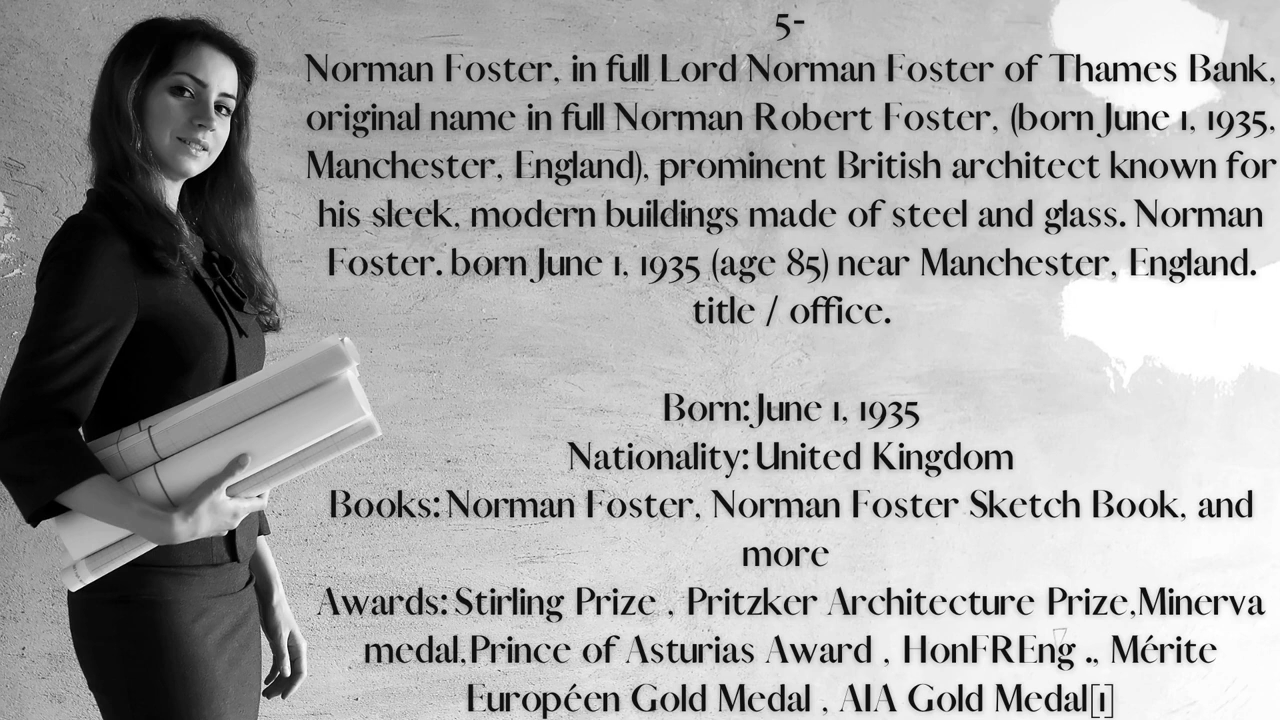 5-
Norman Foster, in full Lord Norman Foster of Thames Bank,
original name in full Norman Robert Foster, (born June 1, 1935,
Manchester, England), prominent British architect known for
his sleek, modern buildings made of steel and glass. Norman
Foster. born June 1, 1935 (age 85) near Manchester, England.
title / office.
Born: June 1, 1935
Nationality: United Kingdom
Books: Norman Foster, Norman Foster Sketch Book, and
more
Awards: Stirling Prize , Pritzker Architecture Prize,Minerva
medal,Prince of Asturias Award , HonFREng ., Mérite
Européen Gold Medal , AIA Gold Medal[1]